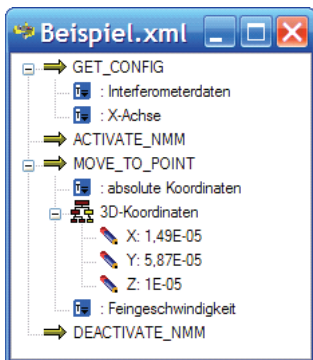 Beispiel.xml
GET_CONFIG
: Interferometerdaten
: X-Achse
ACTIVATE_NMM
MOVE_TO_POINT
: absolute Koordinaten
3D-Koordinaten
X: 1,49E-05
Y: 5,87E-05
Z: 1E-05
: Feingeschwindigkeit
DEACTIVATE_NMM